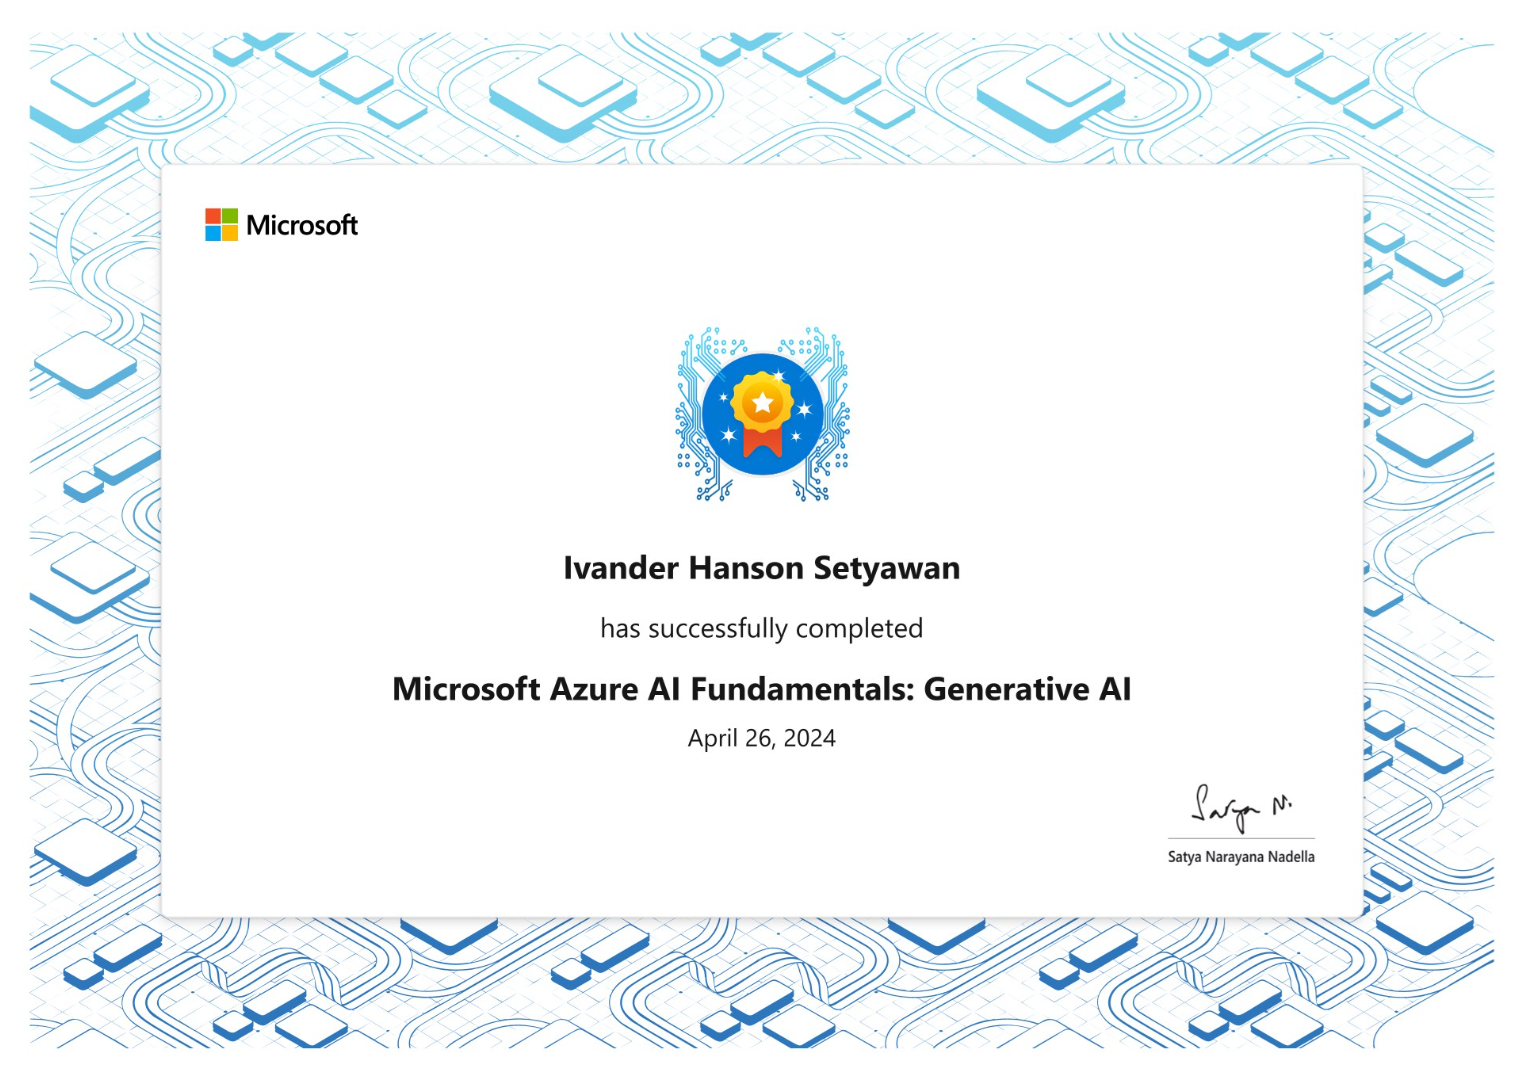 Microsoft
Ivander Hanson Setyawan
has successfully completed
Microsoft Azure AI Fundamentals: Generative AI
April 26, 2024
Satya N.
Satya Narayana Nadella